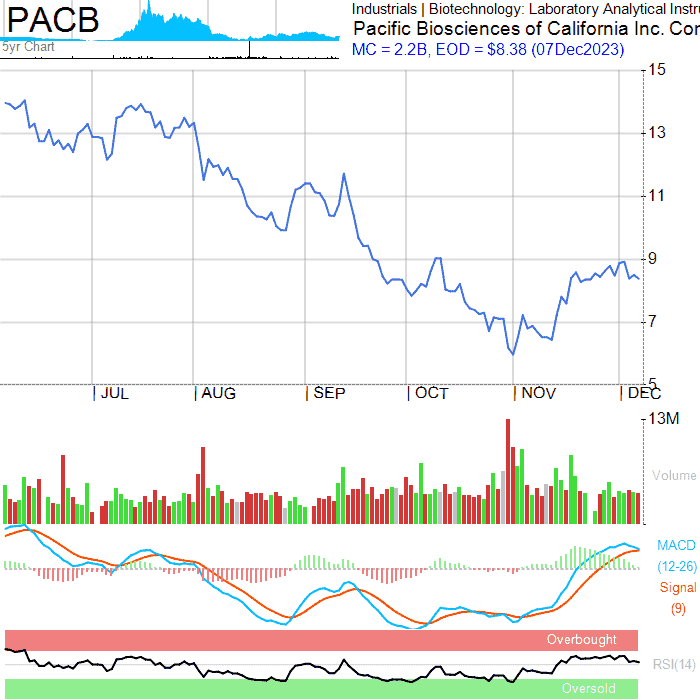 PACB
5yr Chart
Industrials | Biotechnology: Laboratory Analytical Instru
Pacific Biosciences of California Inc. Con
MC = 2.2B, EOD = $8.38 (07Dec2023)
15
13
11
9
7
5
JUL AUG SEP OCT NOV DEC
13M
Volume
MACD
(12-26)
Signal
(9)
Overbought
RSI(14)
Oversold